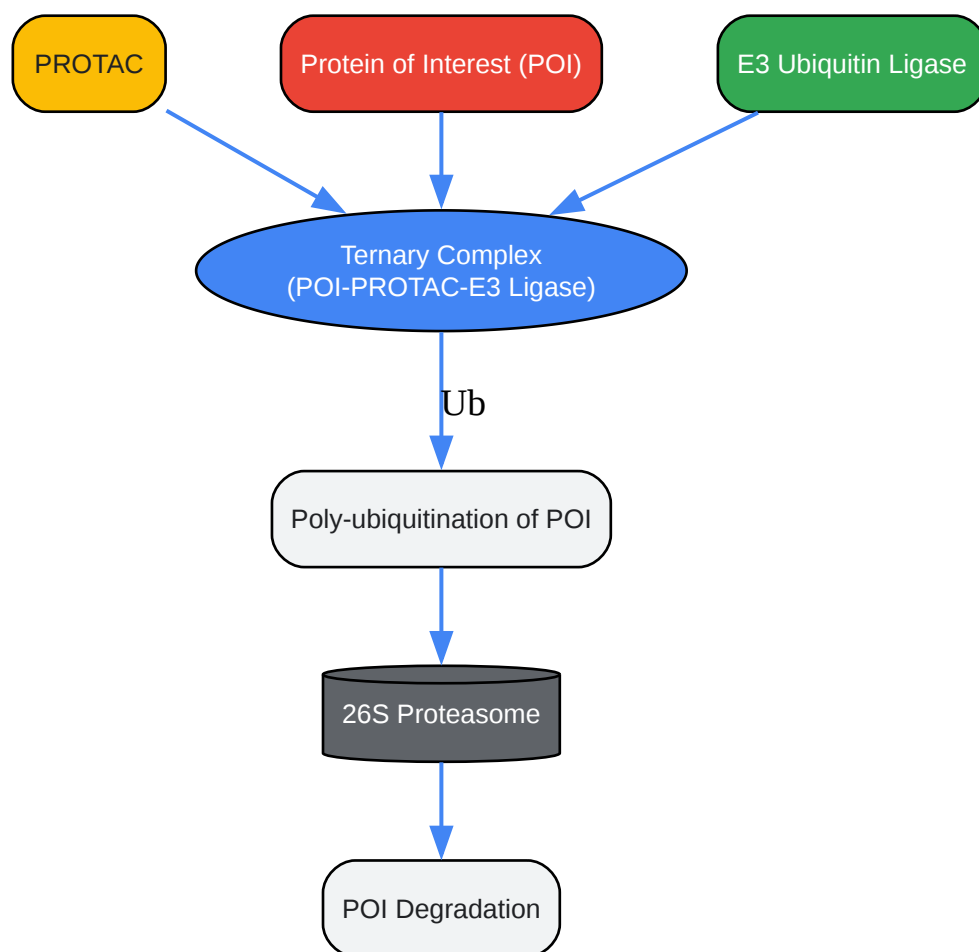 PROTAC
Protein of Interest (POI)
E3 Ubiquitin Ligase
Ternary Complex
(POI-PROTAC-E3 Ligase)
Ub
Poly-ubiquitination of POI
26S Proteasome
POI Degradation